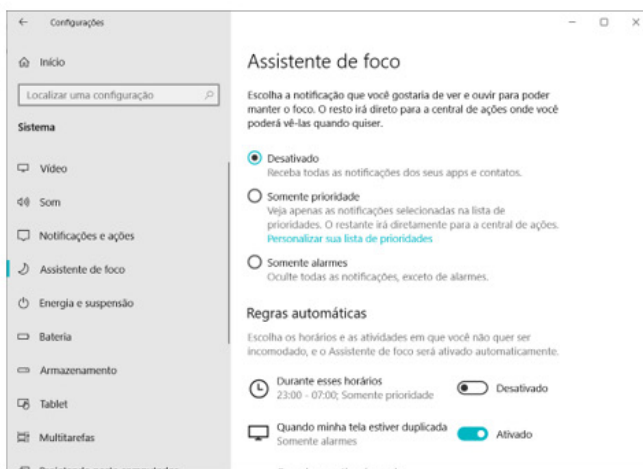 Configurações
Início
Localizar uma configuração
Sistema
Vídeo
Som
Notificações e ações
Assistente de foco
Energia e suspensão
Bateria
Armazenamento
Tablet
Multitarefas
Assistente de foco
Escolha a notificação que você gostaria de ver e ouvir para poder
manter o foco. O resto irá direto para a central de ações onde você
poderá vê-las quando quiser.
Desativado
Receba todas as notificações dos seus apps e contatos.
Somente prioridade
Veja apenas as notificações selecionadas na lista de
prioridades. O restante irá diretamente para a central de ações.
Personalizar sua lista de prioridades
Somente alarmes
Oculte todas as notificações, exceto de alarmes.
Regras automáticas
Escolha os horários e as atividades em que você não quer ser
incomodado, e o Assistente de foco será ativado automaticamente.
Durante esses horários
23:00 - 07:00; Somente prioridade
Desativado
Quando minha tela estiver duplicada
Somente alarmes
Ativado